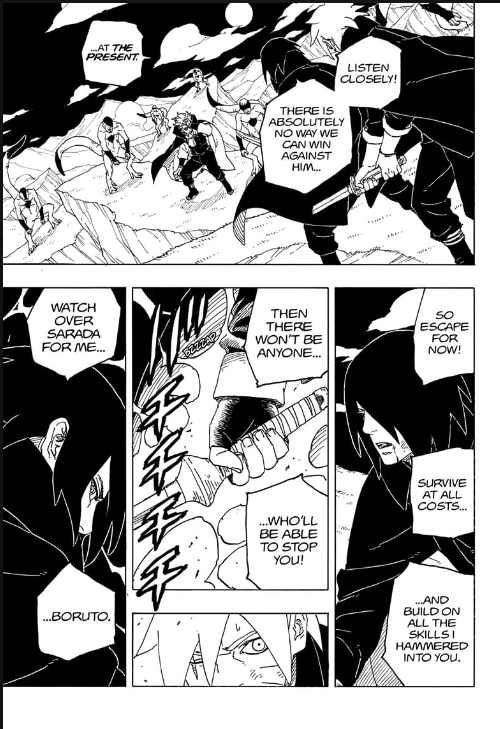 LISTEN
CLOSELY!
THERE IS
ABSOLUTELY
NO WAY WE
CAN WIN
AGAINST
HIM...
...AT THE
PRESENT.
SO
ESCAPE
FOR
NOW!
SURVIVE
AT ALL
COSTS...
...AND
BUILD ON
ALL THE
SKILLS I
HAMMERED
INTO YOU.
THEN
THERE
WON'T BE
ANYONE...
...WHO'LL
BE ABLE
TO STOP
YOU!
WATCH
OVER
SARADA
FOR ME...
...BORUTO.